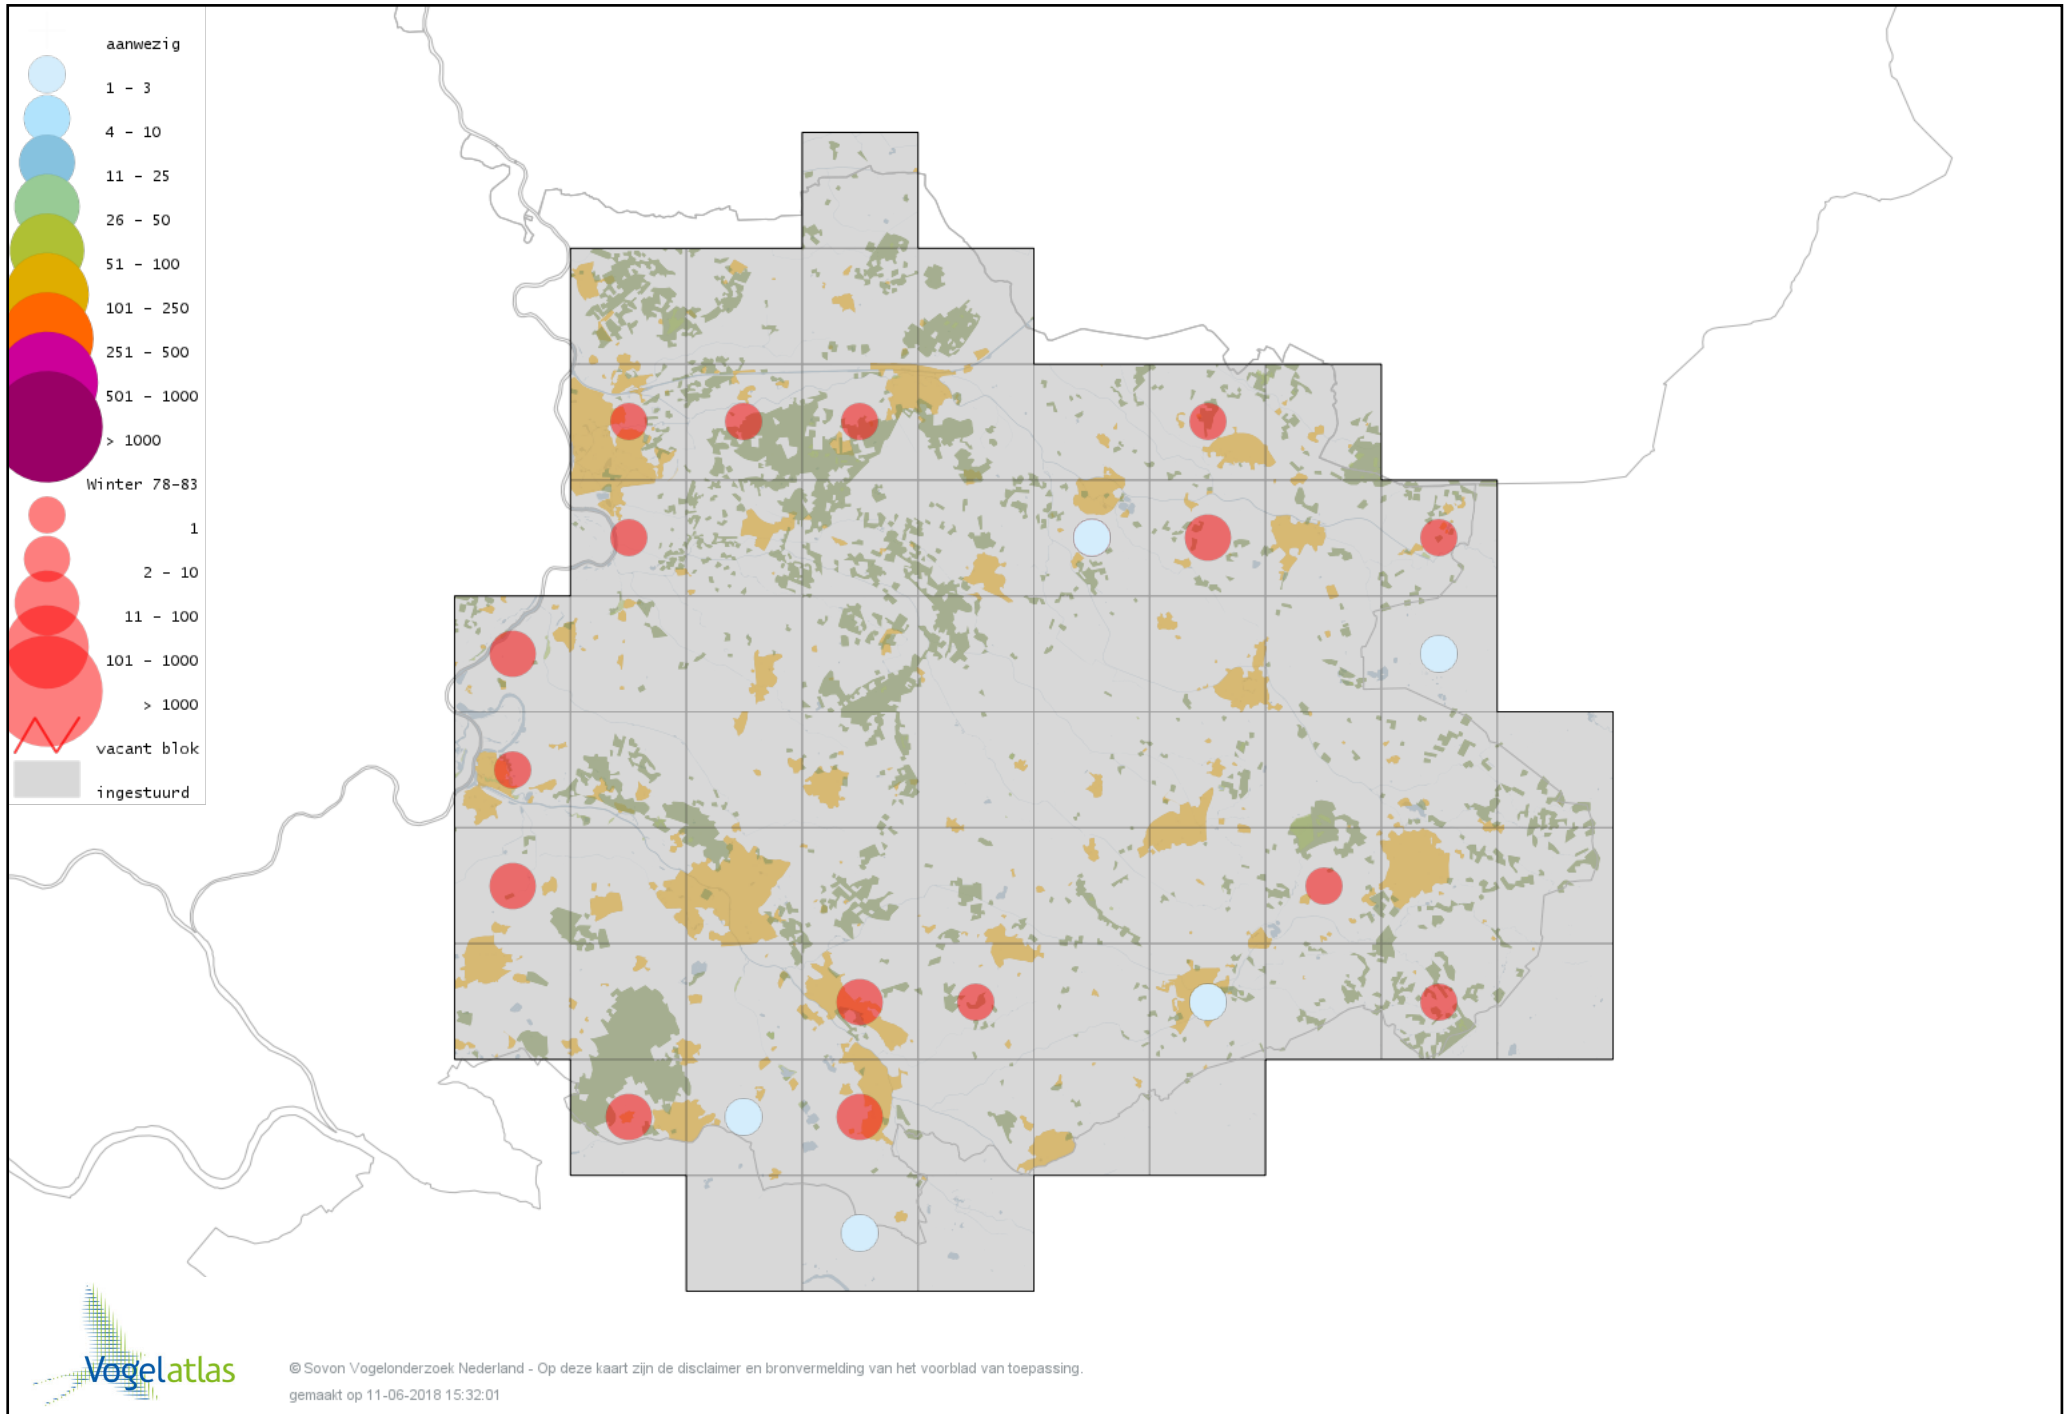 aanwezig
1 - 3
4 - 10
11 - 25
26 - 50
51 - 100
101 - 250
251 - 500
501 - 1000
> 1000
Winter 78-83
1
2 - 10
11 - 100
101 - 1000
> 1000
vacant blok
ingestuurd
Vogelatlas
© Sovon Vogelonderzoek Nederland - Op deze kaart zijn de disclaimer en bronvermelding van het voorblad van toepassing.
gemaakt op 11-06-2018 15:32:01